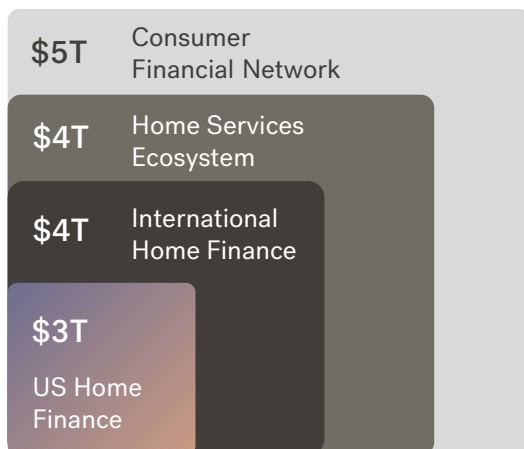 $5T
Consumer
Financial Network
$4T
Home Services
Ecosystem
$4T
International
Home Finance
$3T
US Home
Finance